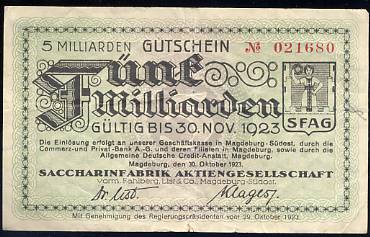 5 MILLIARDEN GUTSCHEIN № 021680
Fünf
Milliarden
GÜLTIG BIS 30. NOV. 1923
SFAG
Die Einlösung erfolgt an unserer Geschäftskasse in Magdeburg-Südost, durch die
Commerz-und Privat-Bank A.-G. und deren Filialen in Magdeburg, sowie durch die
Allgemeine Deutsche Credit-Anstalt, Magdeburg.
Magdeburg, den 10. Oktober 1923.
SACCHARINFABRIK AKTIENGESELLSCHAFT
vorm. Fahlberg, List & Co., Magdeburg-Südost.
Mit Genehmigung des Regierungspräsidenten vom 29. Oktober 1923.